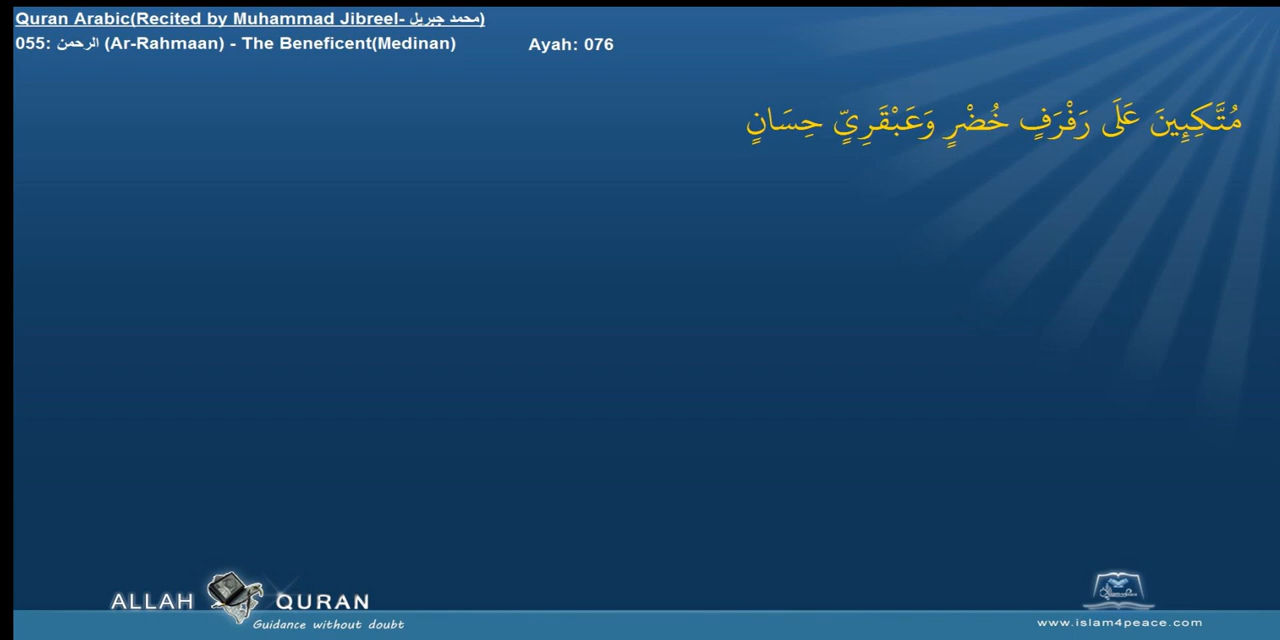 Quran Arabic(Recited by Muhammad Jibreel- محمد جبريل)
055: الرحمن (Ar-Rahmaan) - The Beneficent(Medinan) Ayah: 076
مُتَّكِئِينَ عَلَى رَفْرَفٍ خُضْرٍ وَعَبْقَرِيٍّ حِسَانٍ
ALLAH QURAN
Guidance without doubt
www.islam4peace.com